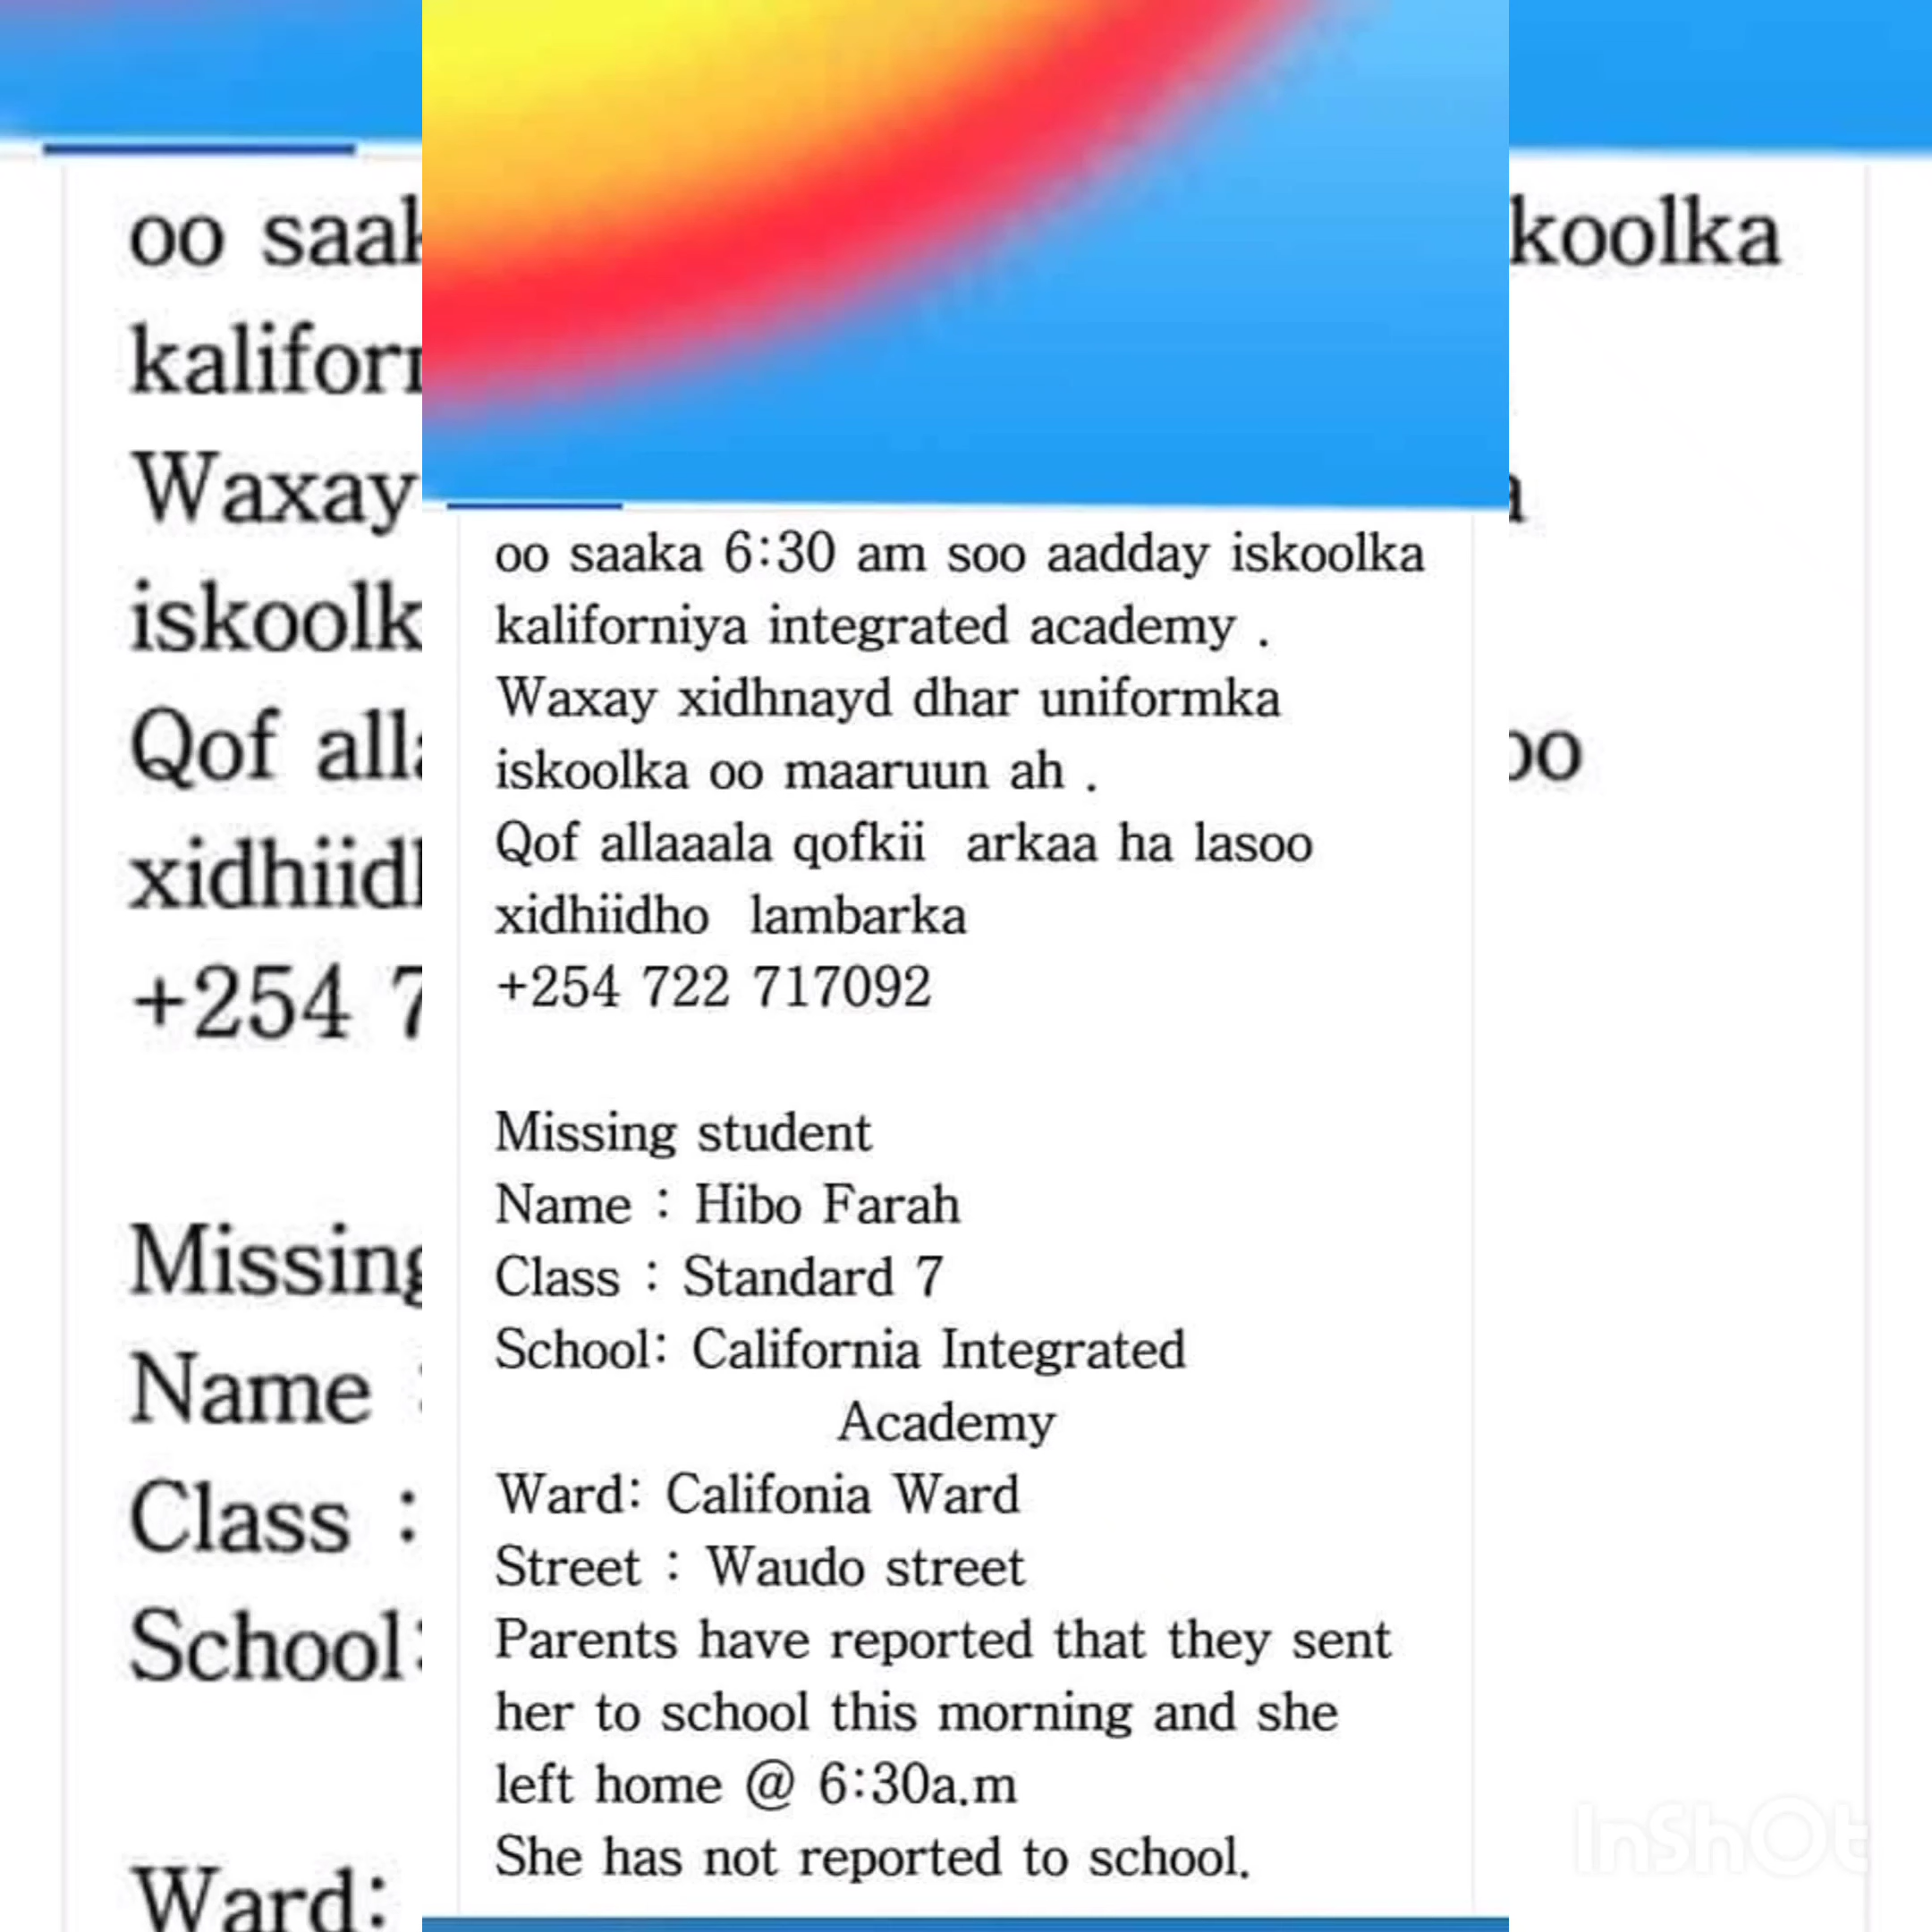 oo saaka 6:30 am soo aadday iskoolka
kaliforniya integrated academy .
Waxay xidhnayd dhar uniformka
iskoolka oo maaruun ah .
Qof allaaala qofkii arkaa ha lasoo
xidhiidho lambarka
+254 722 717092
Missing student
Name : Hibo Farah
Class : Standard 7
School: California Integrated
Academy
Ward: Califonia Ward
Street : Waudo street
Parents have reported that they sent
her to school this morning and she
left home @ 6:30a.m
She has not reported to school.
InShOt